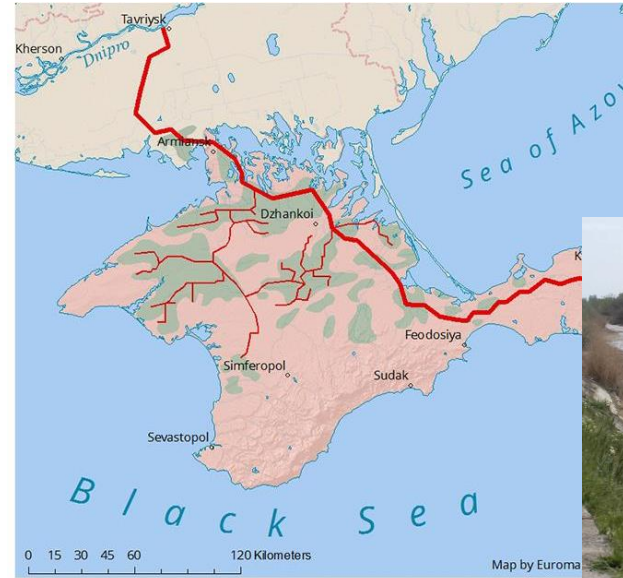 Tavriysk
Kherson
Dnipro
Armiansk
Sea of Azov
Dzhankoi
K
Feodosiya
Simferopol
Sudak
Sevastopol
Black Sea
0 15 30 45 60 120 Kilometers
Map by Euroma